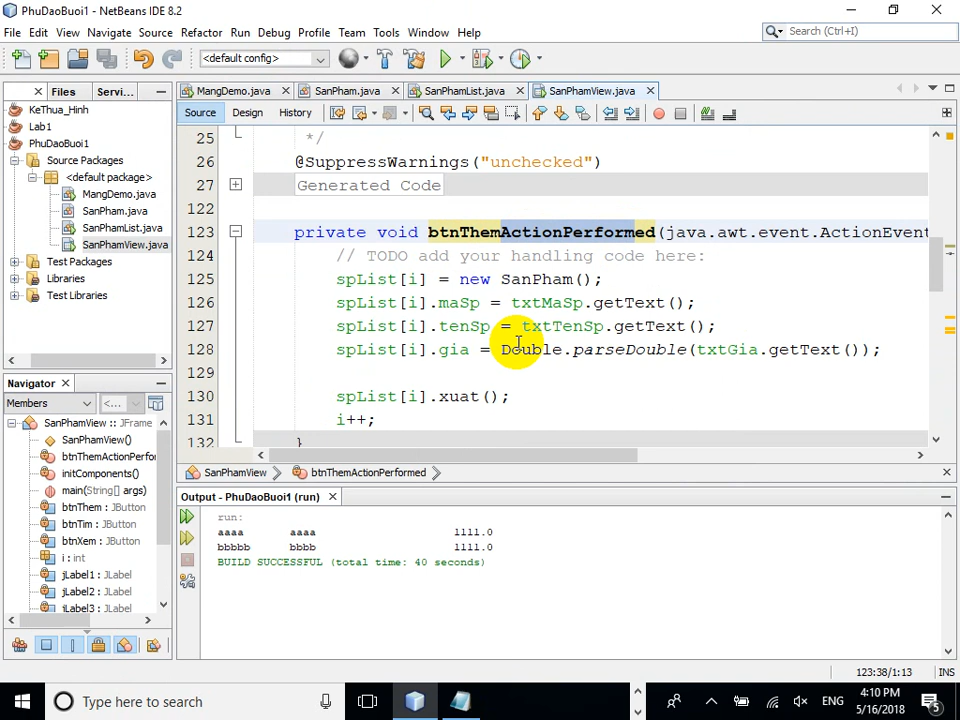 PhuDaoBuoi1 - NetBeans IDE 8.2
File Edit View Navigate Source Refactor Run Debug Profile Team Tools Window Help
Search (Ctrl+I)
<default config>
Files Servi...
MangDemo.java SanPham.java SanPhamList.java SanPhamView.java
KeThua_Hinh
Lab1
PhuDaoBuoi1
Source Packages
<default package>
MangDemo.java
SanPham.java
SanPhamList.java
SanPhamView.java
Test Packages
Libraries
Test Libraries
Source Design History
25 */
26 @SuppressWarnings("unchecked")
27 Generated Code
122
123 private void btnThemActionPerformed(java.awt.event.ActionEvent
124 // TODO add your handling code here:
125 spList[i] = new SanPham();
126 spList[i].maSp = txtMaSp.getText();
127 spList[i].tenSp = txtTenSp.getText();
128 spList[i].gia = Double.parseDouble(txtGia.getText());
129
130 spList[i].xuat();
131 i++;
132 }
SanPhamView btnThemActionPerformed
Navigator
Members <...
SanPhamView :: JFrame
SanPhamView()
btnThemActionPerfo
initComponents()
main(String[] args)
btnThem : JButton
btnTim : JButton
btnXem : JButton
i : int
jLabel1 : JLabel
jLabel2 : JLabel
jLabel3 : JLabel
Output - PhuDaoBuoi1 (run)
run:
aaaa aaaa 1111.0
bbbbb bbbb 1111.0
BUILD SUCCESSFUL (total time: 40 seconds)
123:38/1:13 INS
Type here to search
ENG
4:10 PM
5/16/2018
5